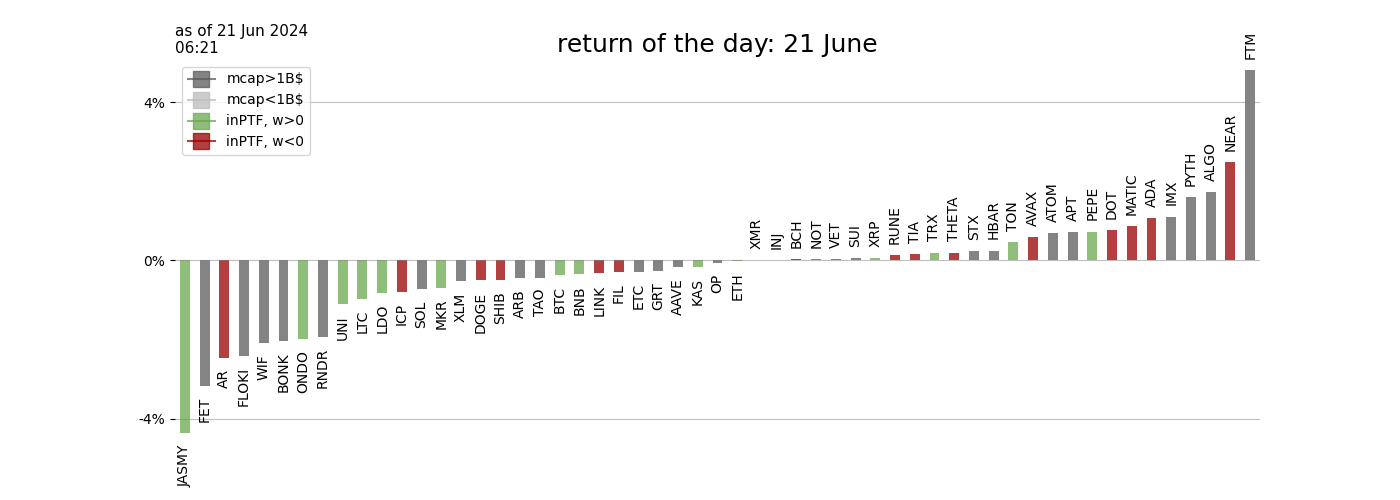 as of 21 Jun 2024
06:21
return of the day: 21 June
mcap>1B$
mcap<1B$
inPTF, w>0
inPTF, w<0
4%
0%
-4%
JASMY
FET
AR
FLOKI
WIF
BONK
ONDO
RNDR
UNI
LTC
LDO
ICP
SOL
MKR
XLM
DOGE
SHIB
ARB
TAO
BTC
BNB
LINK
FIL
ETC
GRT
AAVE
KAS
OP
ETH
XMR
INJ
BCH
NOT
VET
SUI
XRP
RUNE
TIA
TRX
THETA
STX
HBAR
TON
AVAX
ATOM
APT
PEPE
DOT
MATIC
ADA
IMX
PYTH
ALGO
NEAR
FTM